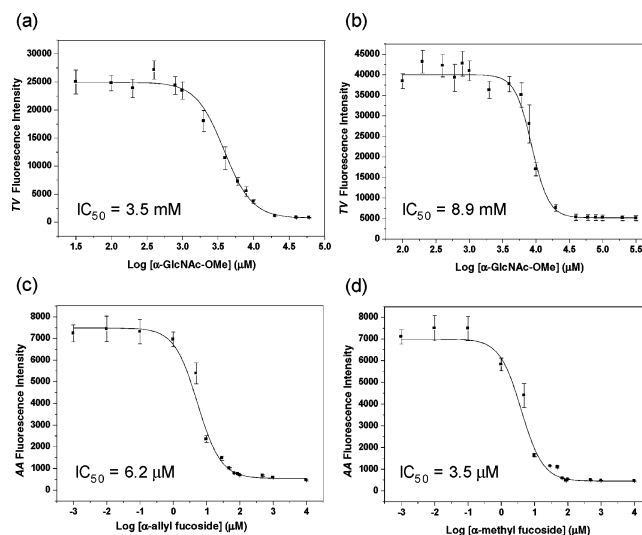 (a)
30000
25000
20000
15000
10000
5000
0
TV Fluorescence Intensity
IC50 = 3.5 mM
1.5 2.0 2.5 3.0 3.5 4.0 4.5 5.0
Log [α-GlcNAc-OMe] (μM)
(b)
45000
40000
35000
30000
25000
20000
15000
10000
5000
0
TV Fluorescence Intensity
IC50 = 8.9 mM
2.0 2.5 3.0 3.5 4.0 4.5 5.0 5.5
Log [α-GlcNAc-OMe] (μM)
(c)
8000
7000
6000
5000
4000
3000
2000
1000
0
AA Fluorescence Intensity
IC50 = 6.2 μM
-3 -2 -1 0 1 2 3 4
Log [α-allyl fucoside] (μM)
(d)
8000
7000
6000
5000
4000
3000
2000
1000
0
AA Fluorescence Intensity
IC50 = 3.5 μM
-3 -2 -1 0 1 2 3 4
Log [α-methyl fucoside] (μM)